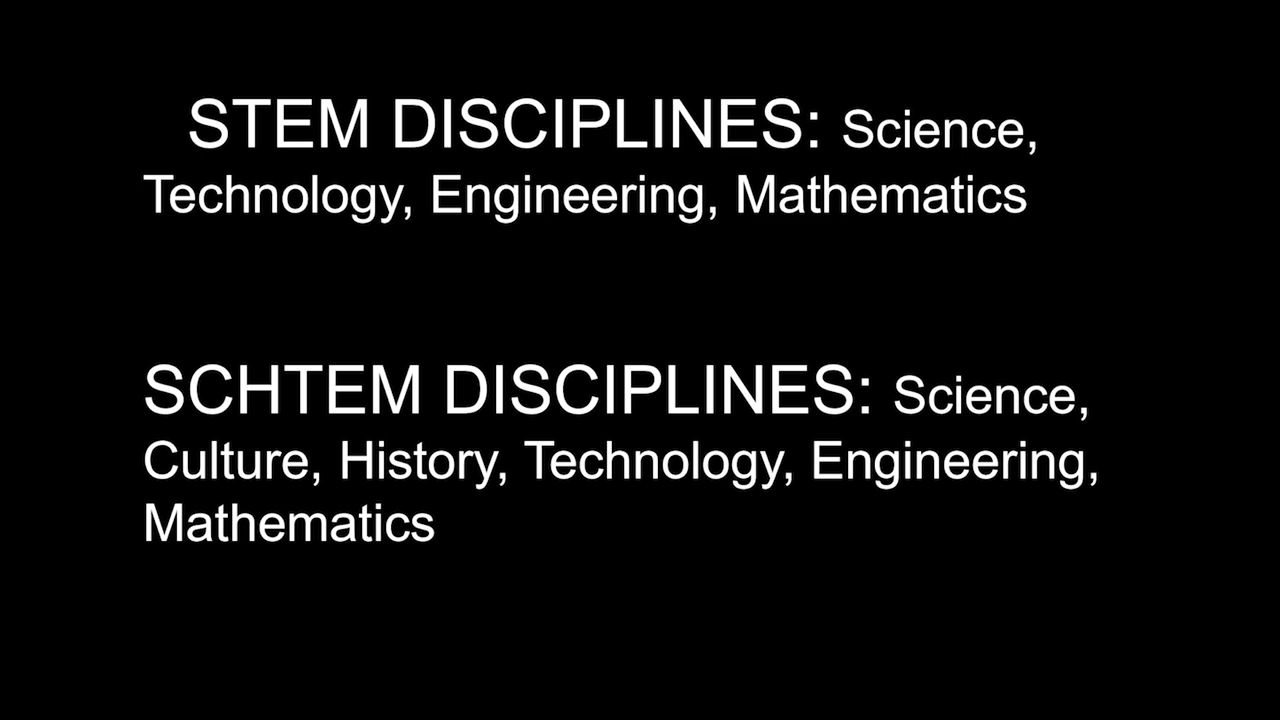 STEM DISCIPLINES: Science,
Technology, Engineering, Mathematics
SCHTEM DISCIPLINES: Science,
Culture, History, Technology, Engineering,
Mathematics